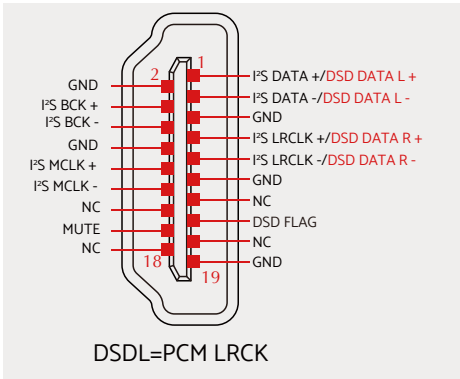 2
1
GND
I²S BCK +
I²S BCK -
GND
I²S MCLK +
I²S MCLK -
NC
MUTE
NC
18
I²S DATA +/DSD DATA L +
I²S DATA -/DSD DATA L -
GND
I²S LRCLK +/DSD DATA R +
I²S LRCLK -/DSD DATA R -
GND
NC
DSD FLAG
NC
GND
19
DSDL=PCM LRCK